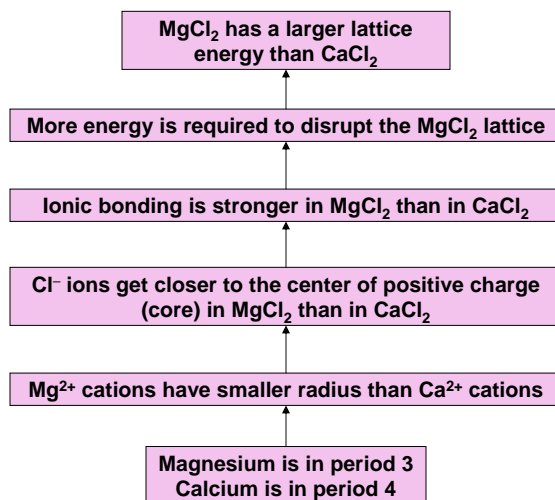 MgCl₂ has a larger lattice
energy than CaCl₂
More energy is required to disrupt the MgCl₂ lattice
Ionic bonding is stronger in MgCl₂ than in CaCl₂
Cl⁻ ions get closer to the center of positive charge
(core) in MgCl₂ than in CaCl₂
Mg²⁺ cations have smaller radius than Ca²⁺ cations
Magnesium is in period 3
Calcium is in period 4